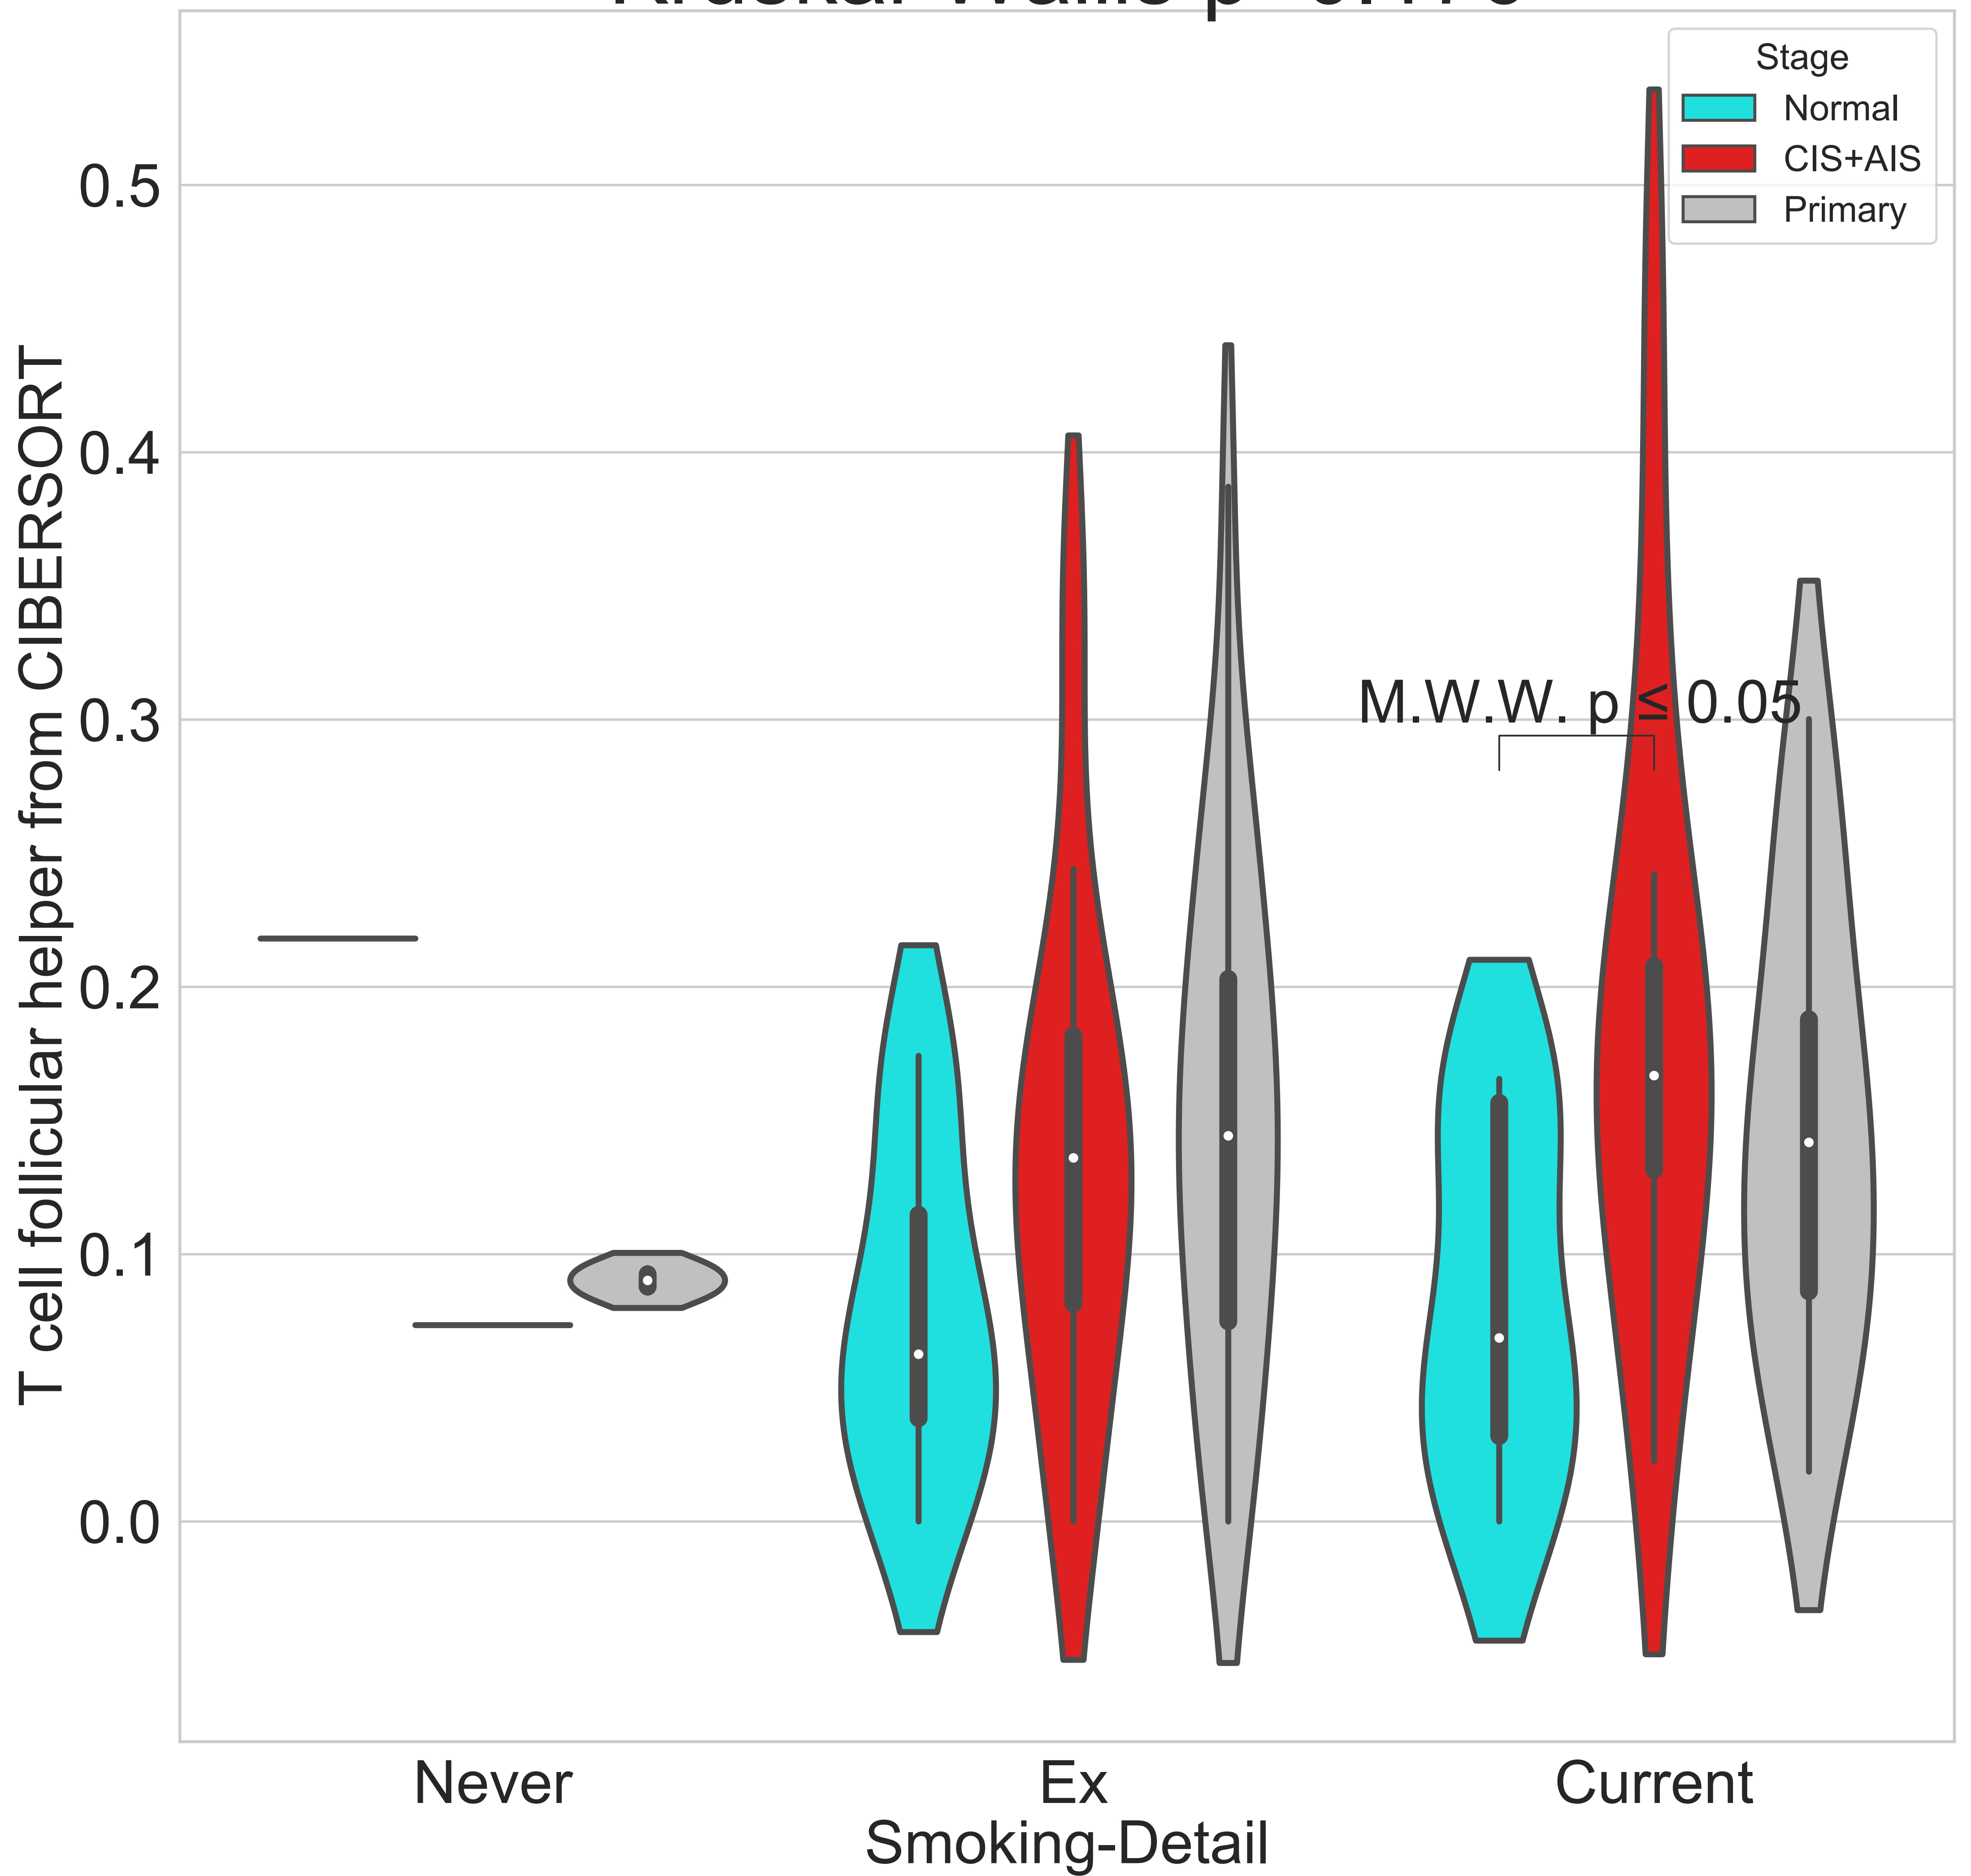 Stage
Normal
CIS+AIS
Primary
T cell follicular helper from CIBERSORT
0.5
0.4
0.3
0.2
0.1
0.0
M.W.W. p ≤ 0.05
Never
Ex
Current
Smoking-Detail